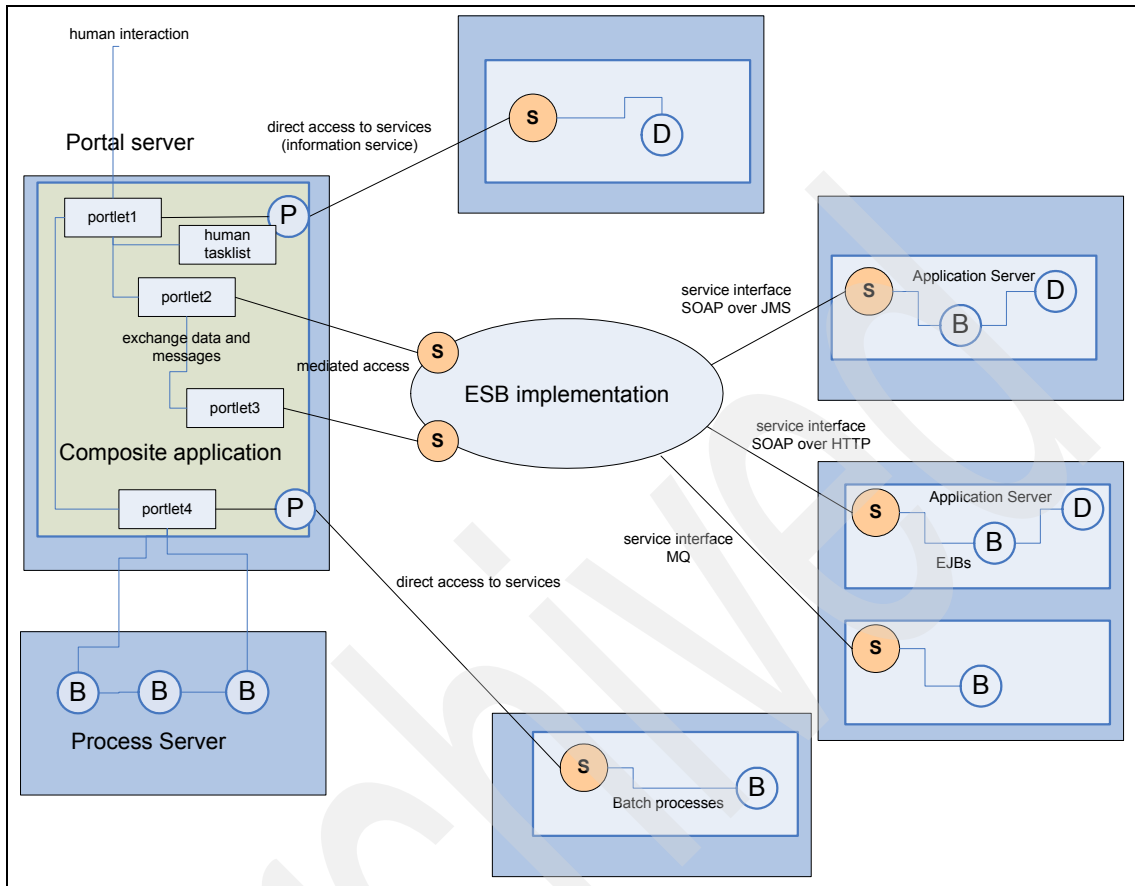 human interaction
Portal server
direct access to services
(information service)
S
D
portlet1
P
human
tasklist
portlet2
exchange data and
messages
mediated access
portlet3
Composite application
portlet4
P
S
S
ESB implementation
service interface
SOAP over JMS
S
Application Server
B
D
service interface
SOAP over HTTP
S
Application Server
B
D
EJBs
service interface
MQ
S
B
direct access to services
B
B
B
Process Server
S
Batch processes
B